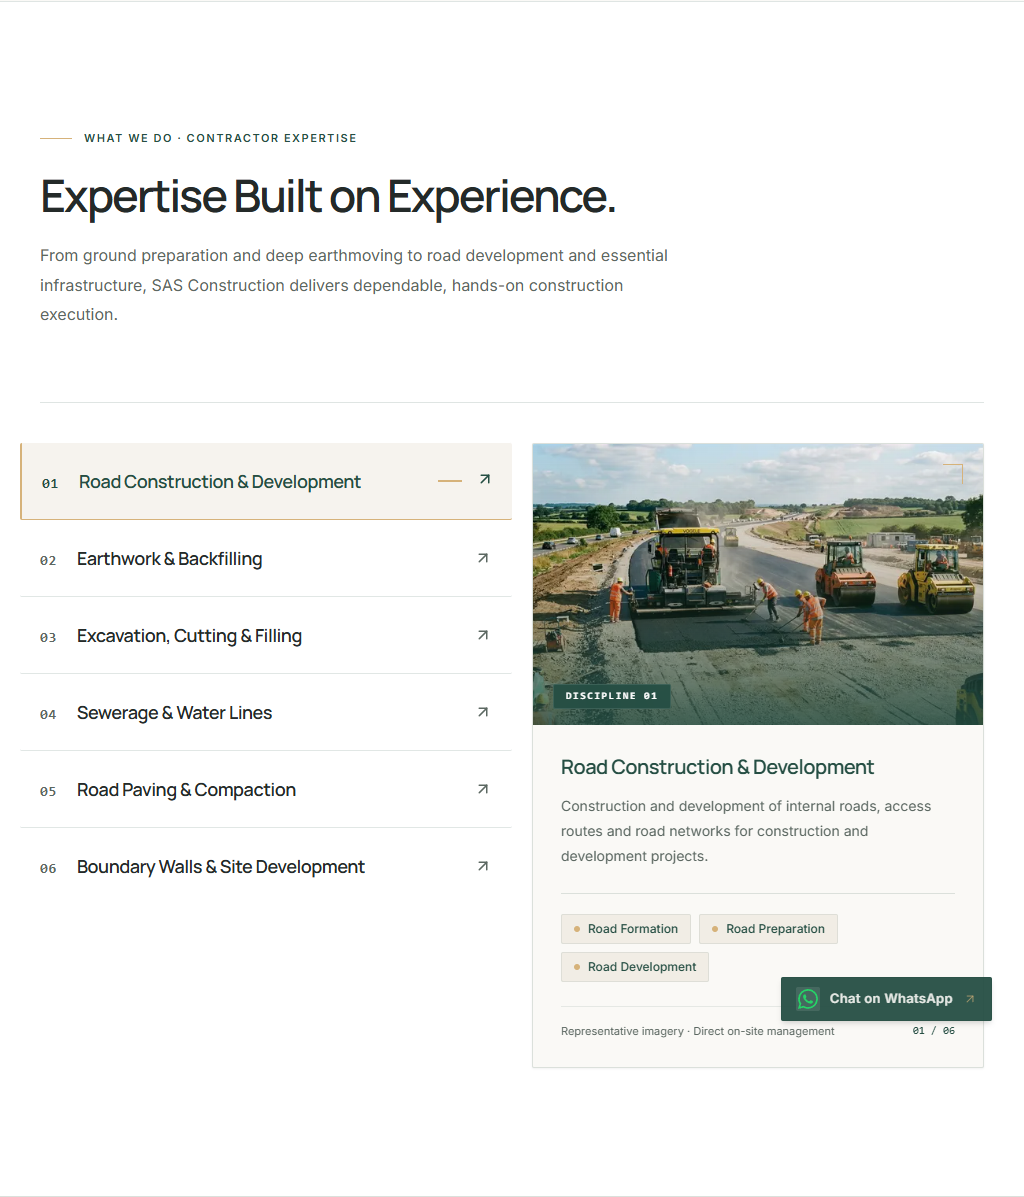 WHAT WE DO · CONTRACTOR EXPERTISE
Expertise Built on Experience.
From ground preparation and deep earthmoving to road development and essential
infrastructure, SAS Construction delivers dependable, hands-on construction
execution.
01 Road Construction & Development
02 Earthwork & Backfilling
03 Excavation, Cutting & Filling
04 Sewerage & Water Lines
05 Road Paving & Compaction
06 Boundary Walls & Site Development
VÖGELE
DISCIPLINE 01
Road Construction & Development
Construction and development of internal roads, access
routes and road networks for construction and
development projects.
Road Formation
Road Preparation
Road Development
Chat on WhatsApp
Representative imagery · Direct on-site management
01 / 06